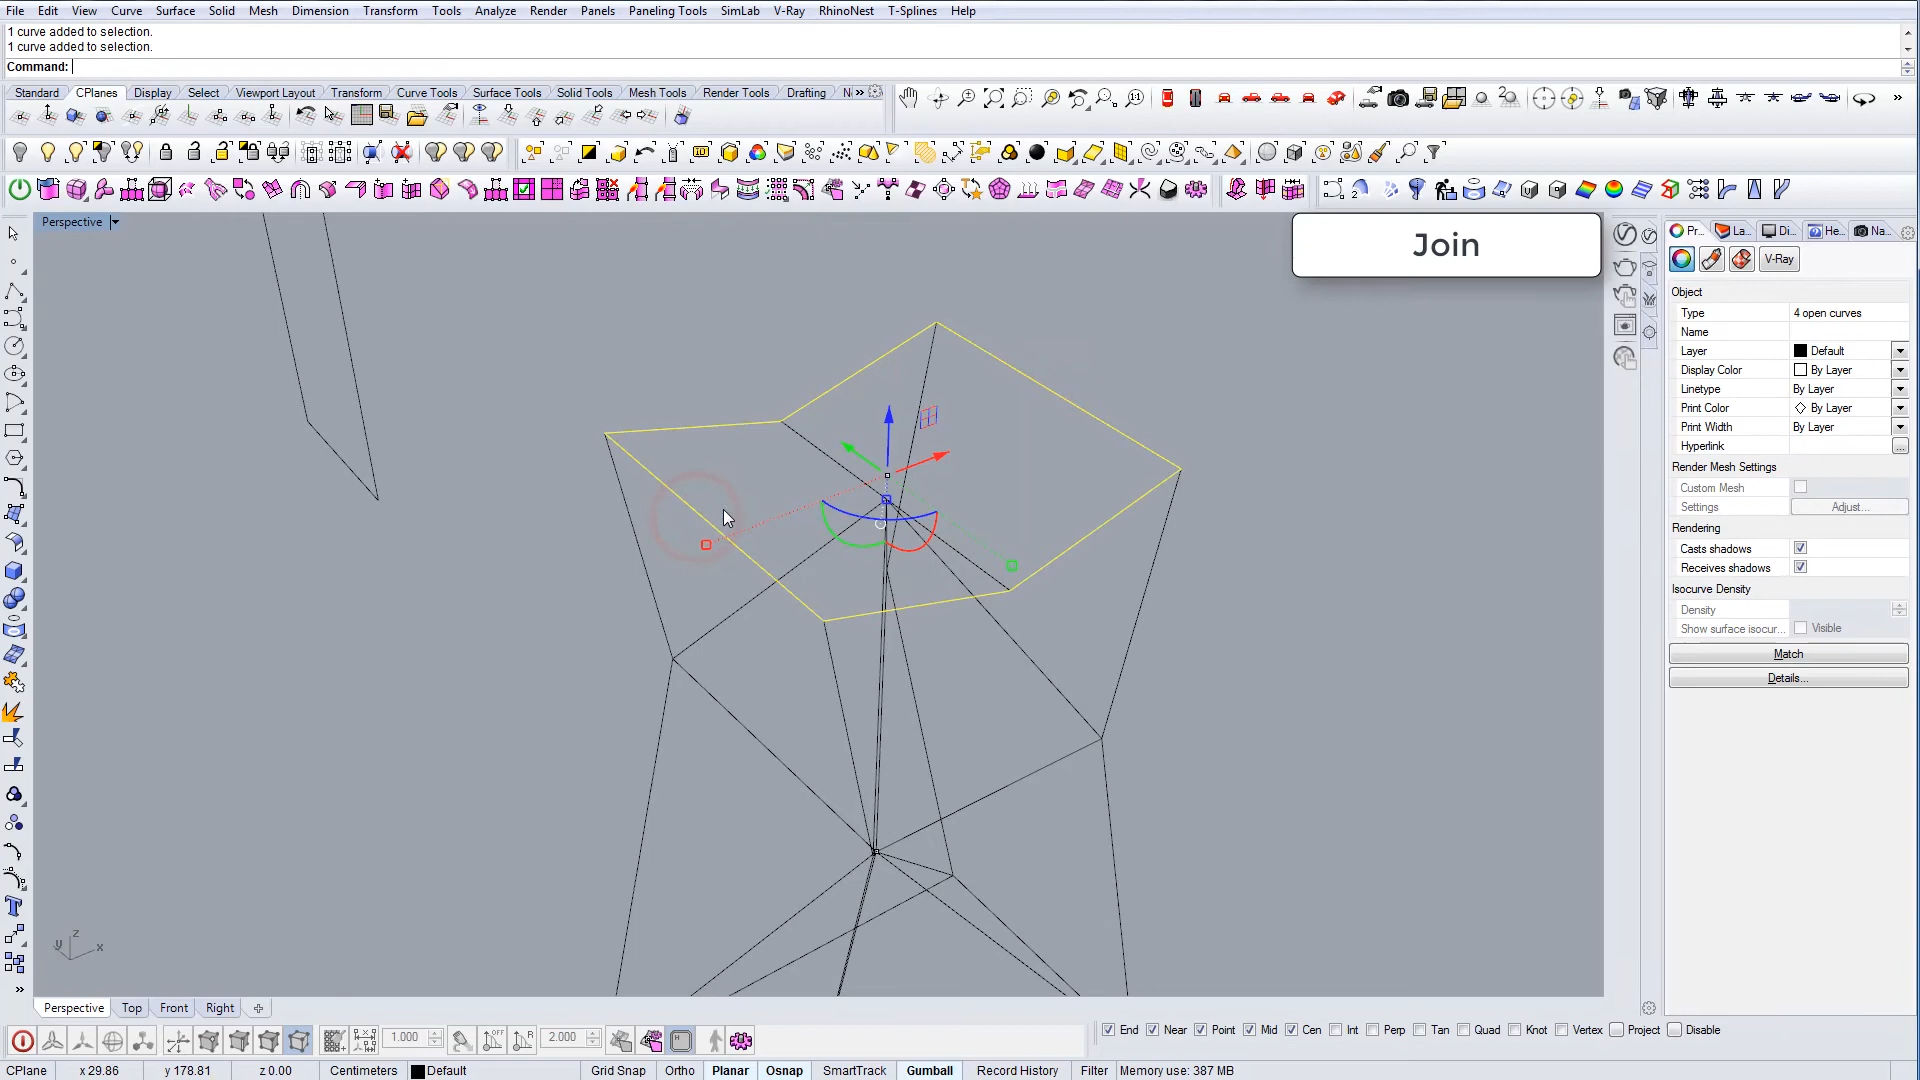 File Edit View Curve Surface Solid Mesh Dimension Transform Tools Analyze Render Panels Paneling Tools SimLab V-Ray RhinoNest T-Splines Help
1 curve added to selection.
1 curve added to selection.
Command:
Standard CPlanes Display Select Viewport Layout Transform Curve Tools Surface Tools Solid Tools Mesh Tools Render Tools Drafting
Perspective
Join
Pr... La... Di... He... Na...
V-Ray
Object
Type 4 open curves
Name
Layer Default
Display Color By Layer
Linetype By Layer
Print Color By Layer
Print Width By Layer
Hyperlink ...
Render Mesh Settings
Custom Mesh
Settings Adjust...
Rendering
Casts shadows
Receives shadows
Isocurve Density
Density
Show surface isocur... Visible
Match
Details...
z
y x
Perspective Top Front Right
1.000 2.000
End Near Point Mid Cen Int Perp Tan Quad Knot Vertex Project Disable
CPlane x 29.86 y 178.81 z 0.00 Centimeters Default Grid Snap Ortho Planar Osnap SmartTrack Gumball Record History Filter Memory use: 387 MB